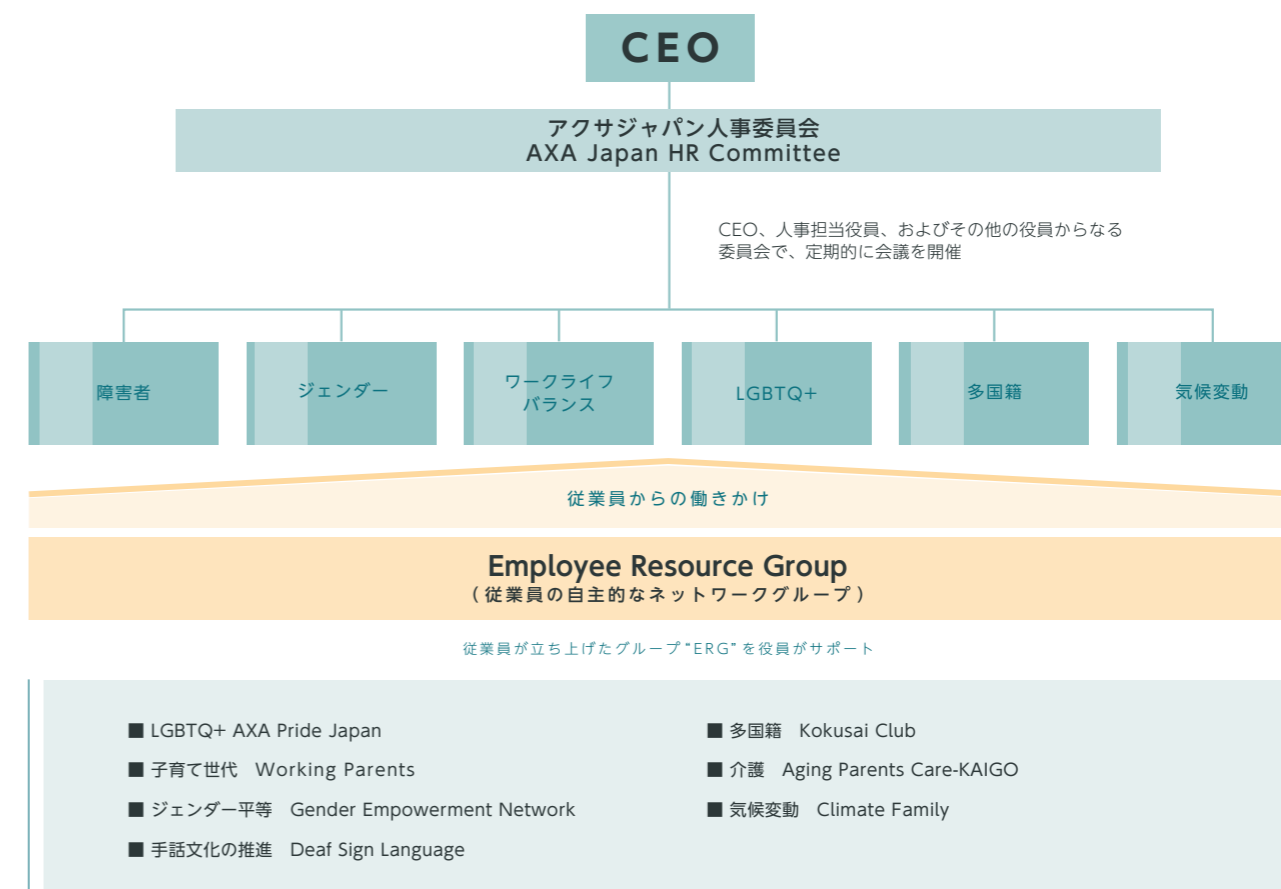 CEO
アクサジャパン人事委員会
AXA Japan HR Committee
CEO、人事担当役員、およびその他の役員からなる
委員会で、定期的に会議を開催
障害者
ジェンダー
ワークライフ
バランス
LGBTQ+
多国籍
気候変動
従業員からの働きかけ
Employee Resource Group
(従業員の自主的なネットワークグループ)
従業員が立ち上げたグループ“ERG”を役員がサポート
■ LGBTQ+ AXA Pride Japan
■ 子育て世代 Working Parents
■ ジェンダー平等 Gender Empowerment Network
■ 手話文化の推進 Deaf Sign Language
■ 多国籍 Kokusai Club
■ 介護 Aging Parents Care-KAIGO
■ 気候変動 Climate Family